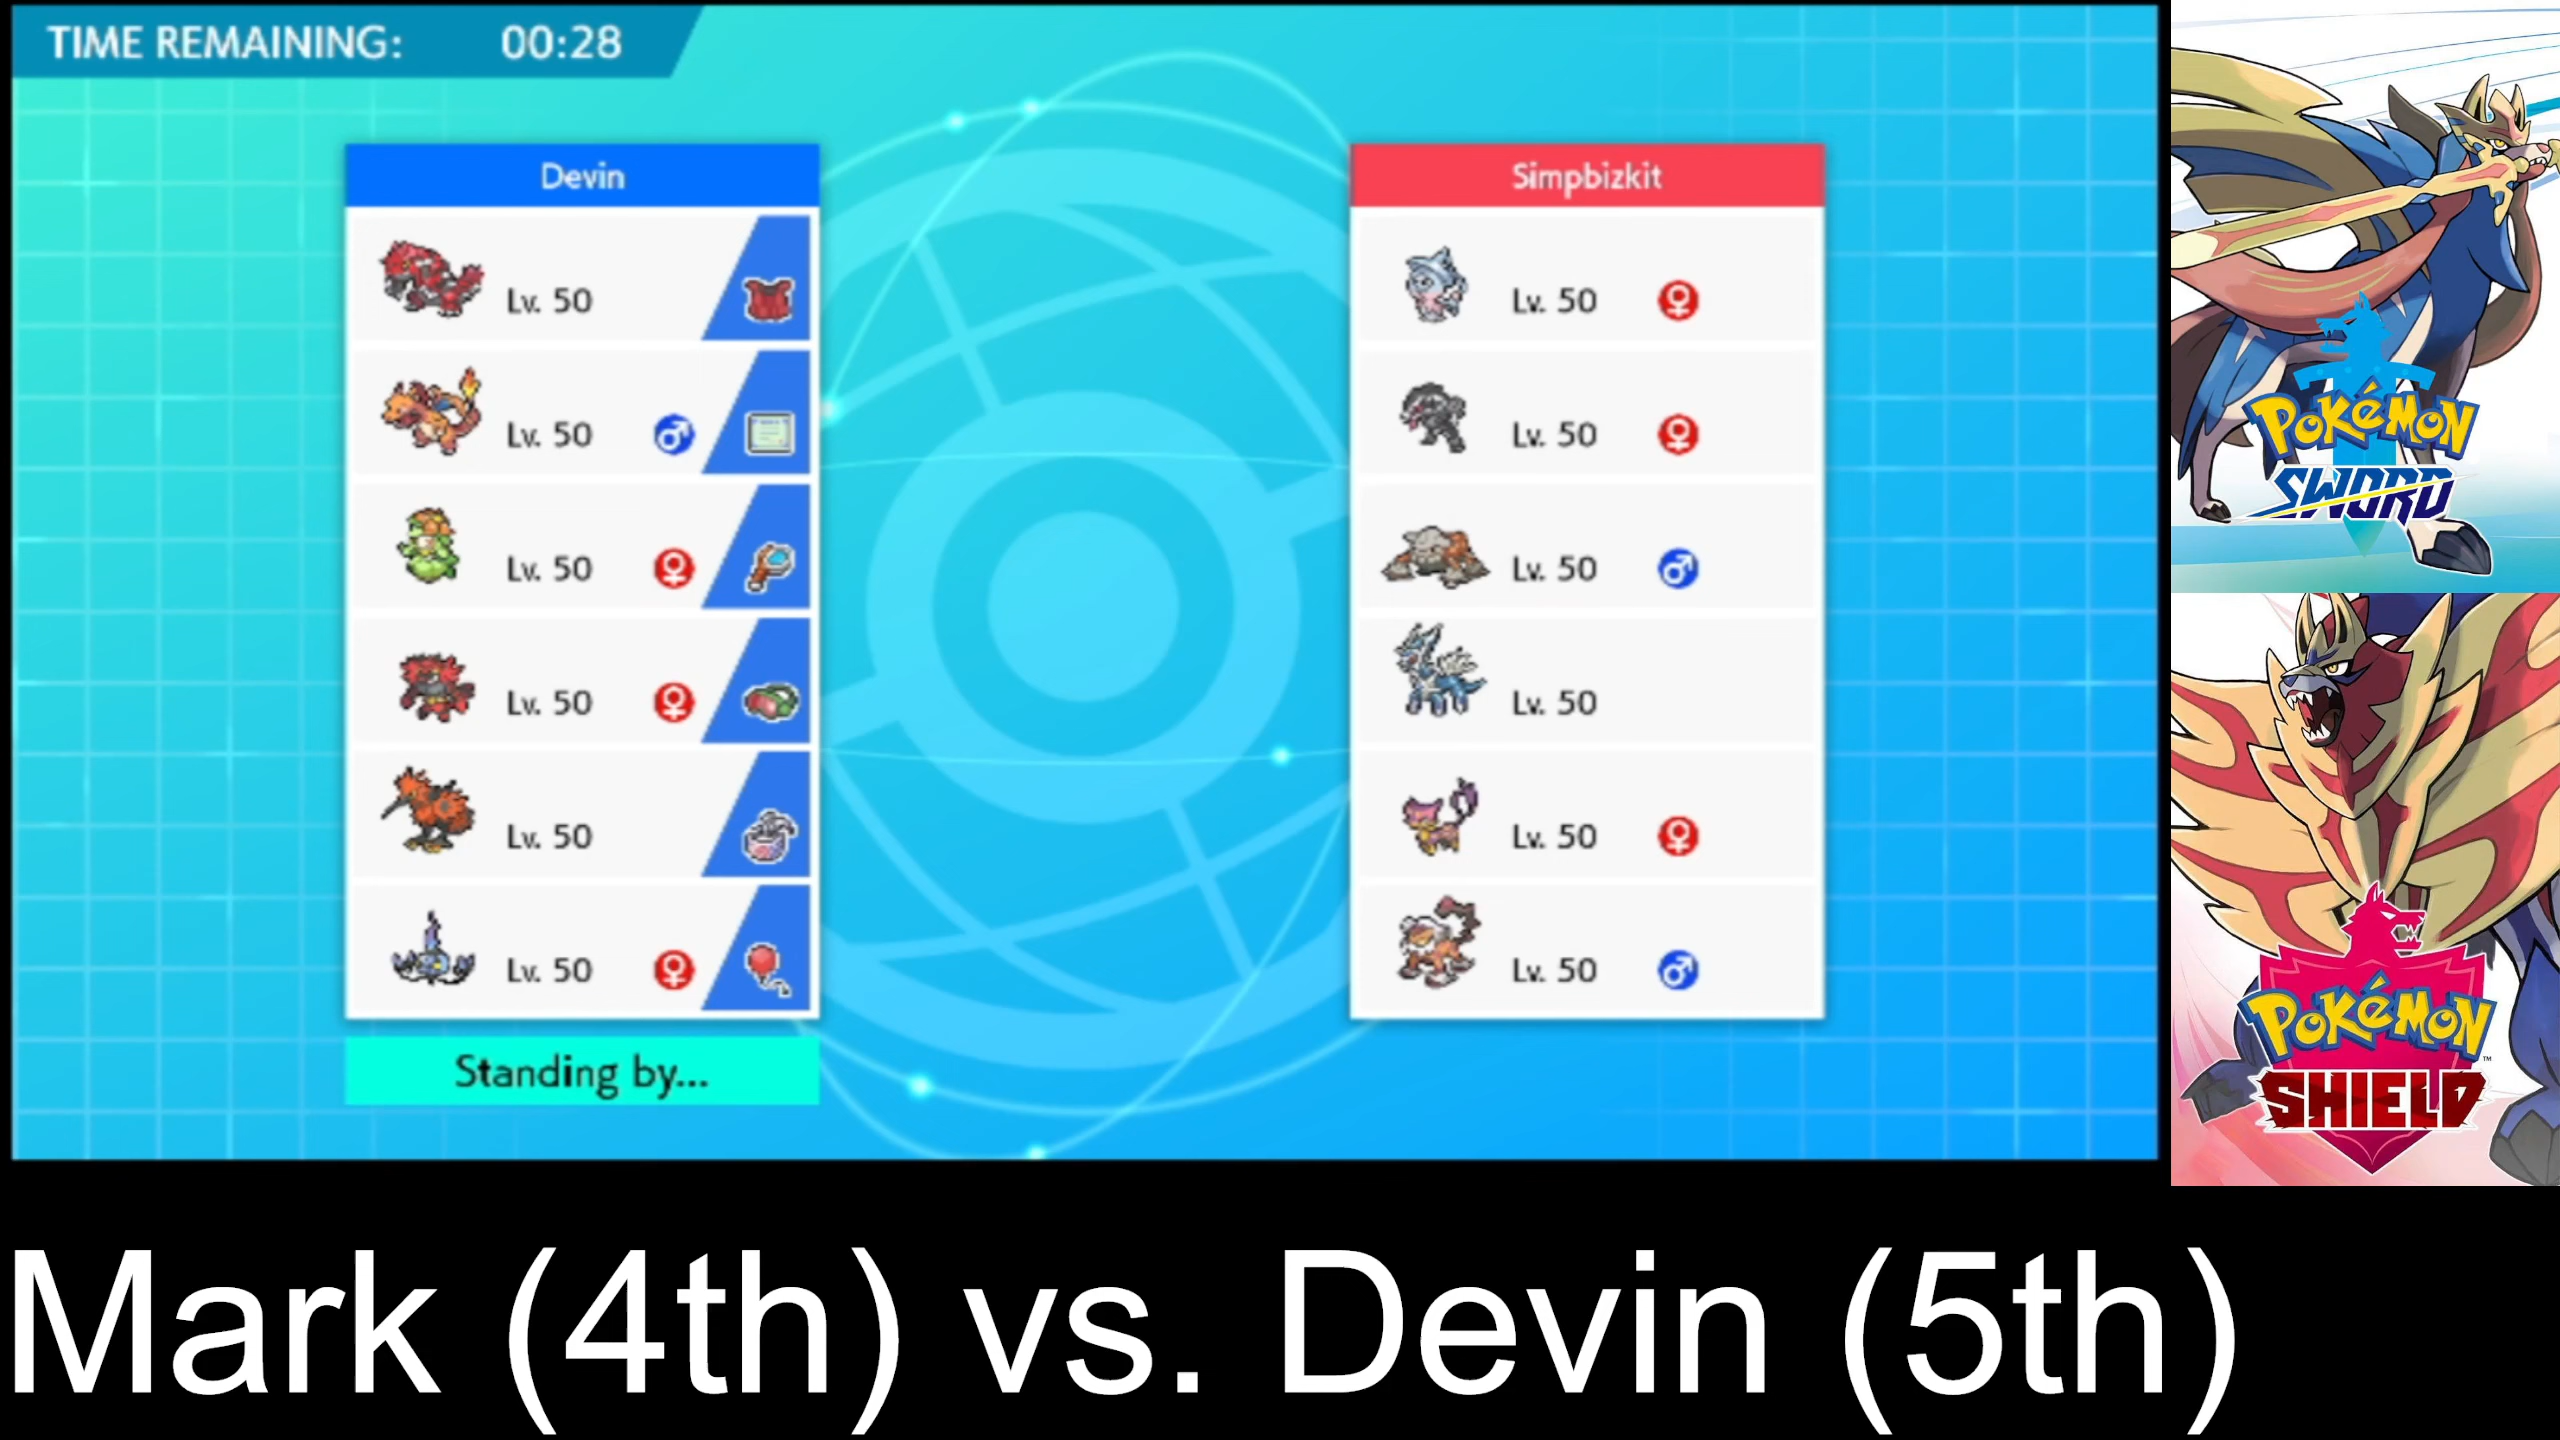 TIME REMAINING: 00:28
Devin
Lv. 50 ♂
Lv. 50
Lv. 50 ♀
Lv. 50 ♀
Lv. 50
Lv. 50 ♀
Standing by...
Simpbizkit
Lv. 50 ♀
Lv. 50 ♀
Lv. 50 ♂
Lv. 50
Lv. 50 ♀
Lv. 50 ♂
POKéMON
SWORD
POKéMON™
SHIELD
Mark (4th) vs. Devin (5th)